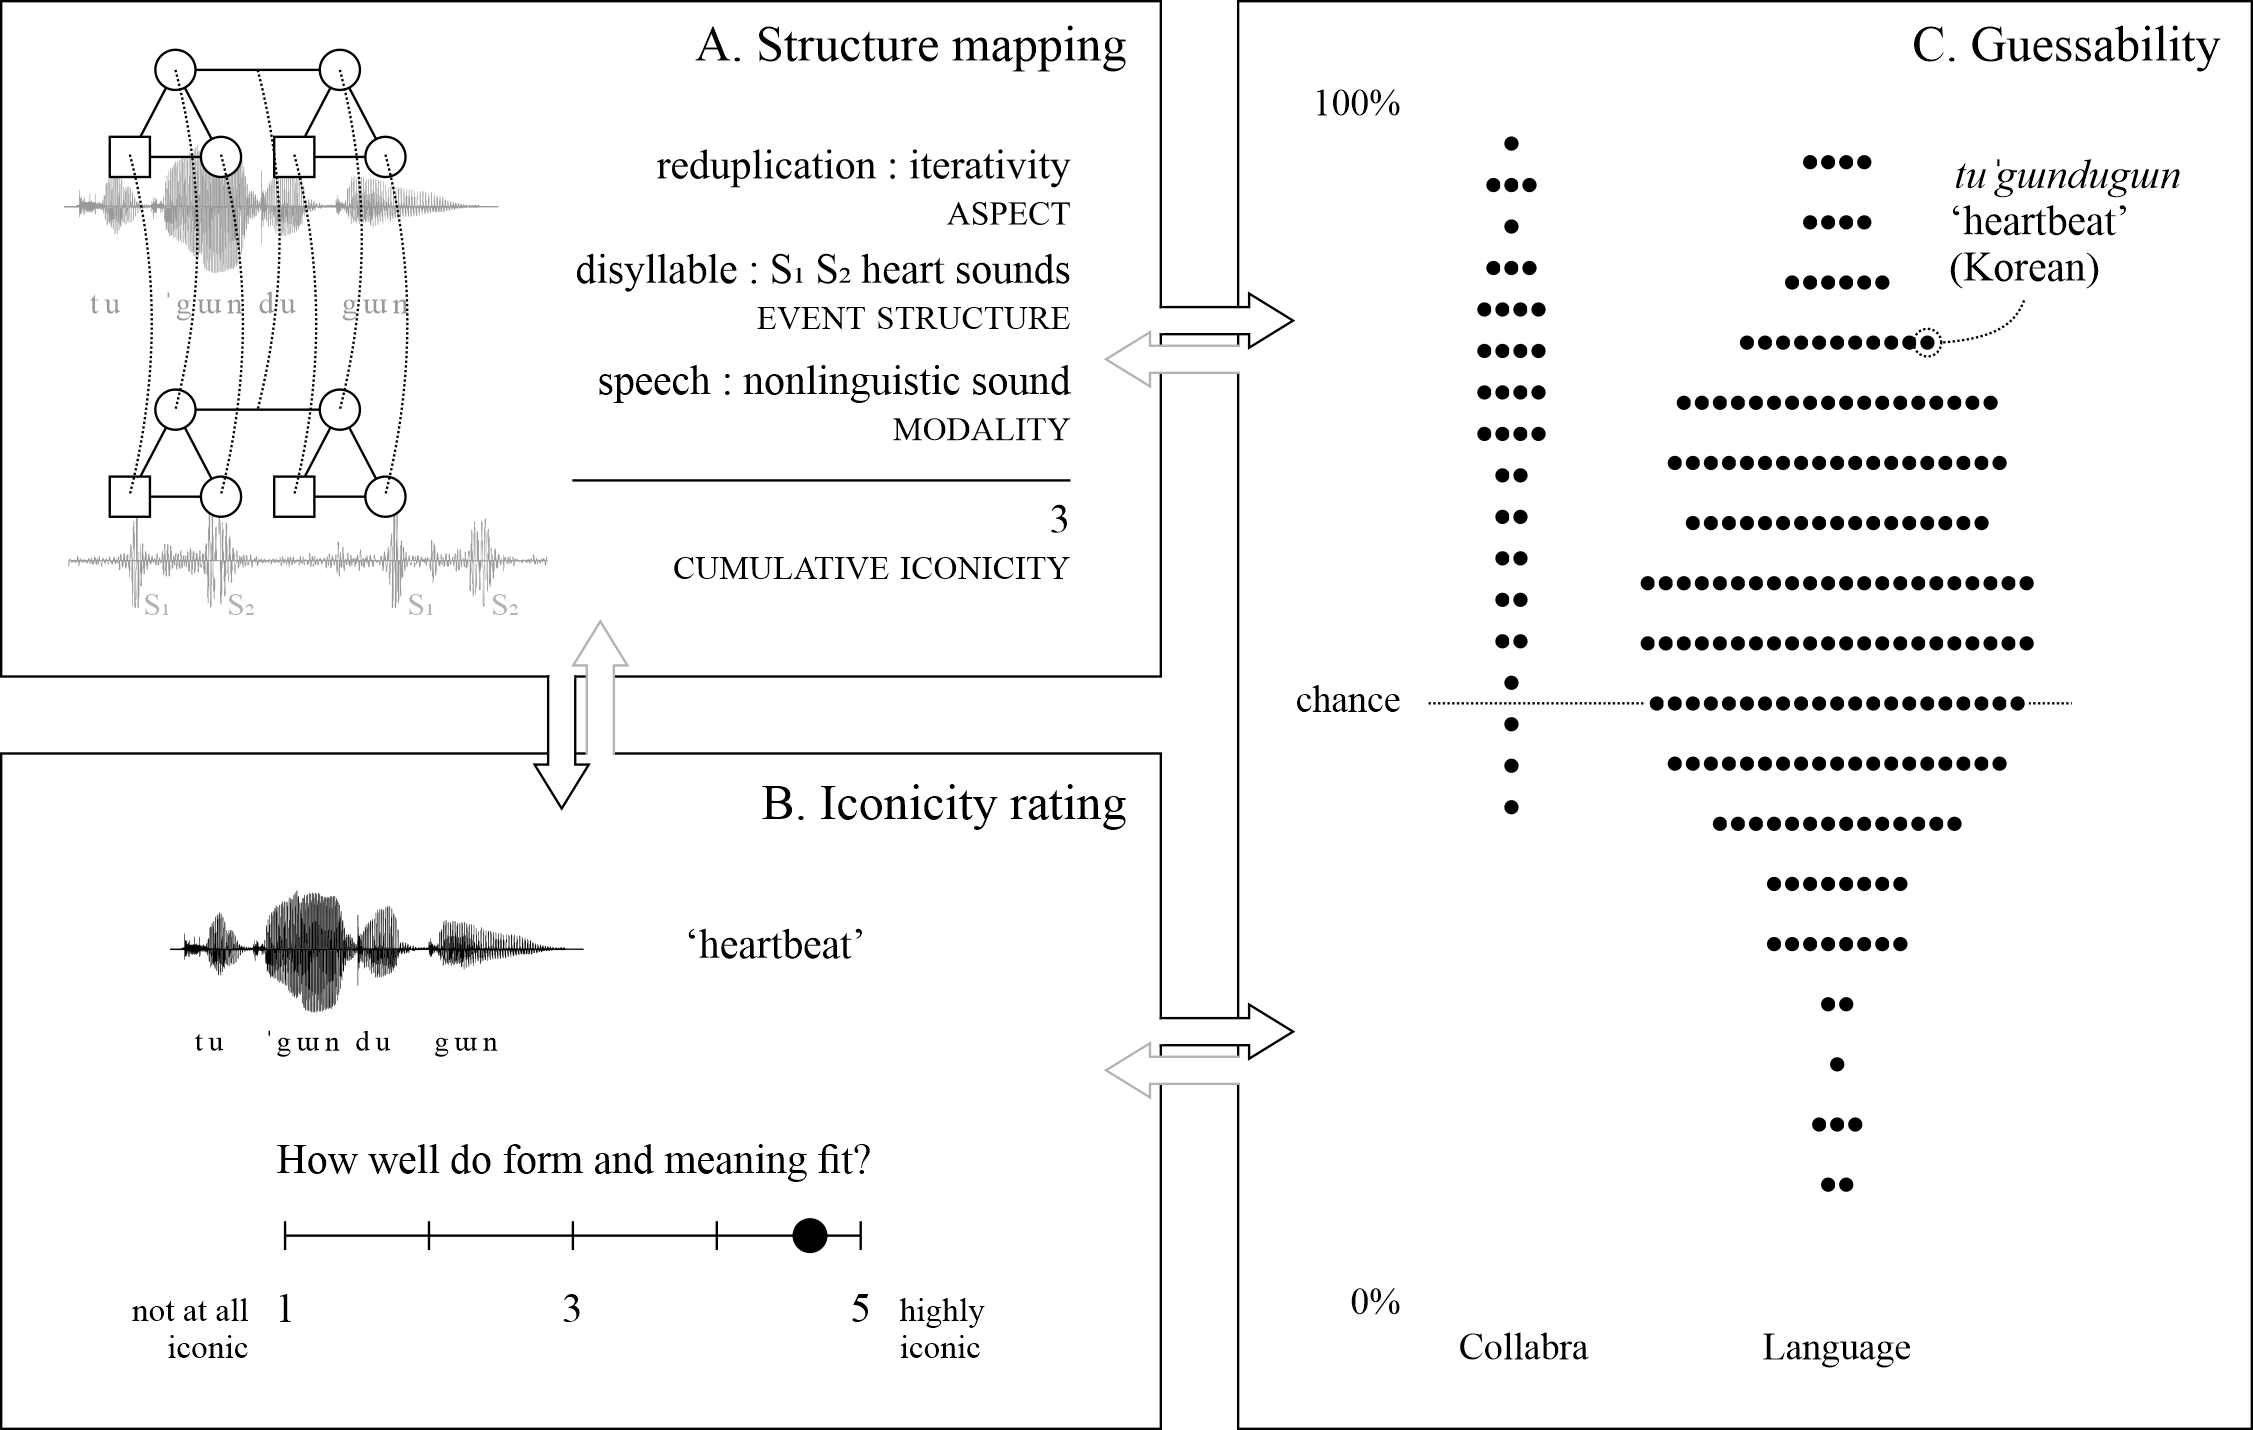 A. Structure mapping
reduplication : iterativity
ASPECT
disyllable : S₁ S₂ heart sounds
EVENT STRUCTURE
speech : nonlinguistic sound
MODALITY
3
CUMULATIVE ICONICITY
tu ˈgɯn du gɯn
S₁ S₂ S₁ S₂
B. Iconicity rating
‘heartbeat’
tu ˈgɯn du gɯn
How well do form and meaning fit?
1 3 5
not at all
iconic
highly
iconic
C. Guessability
100%
tuˈgɯndugɯn
‘heartbeat’
(Korean)
chance
0%
Collabra Language